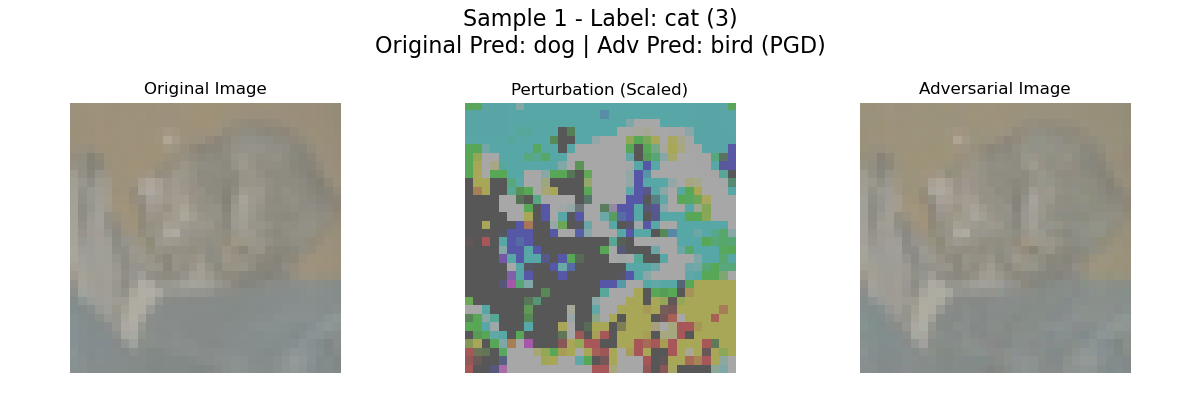 Sample 1 - Label: cat (3)
Original Pred: dog | Adv Pred: bird (PGD)
Original Image
Perturbation (Scaled)
Adversarial Image